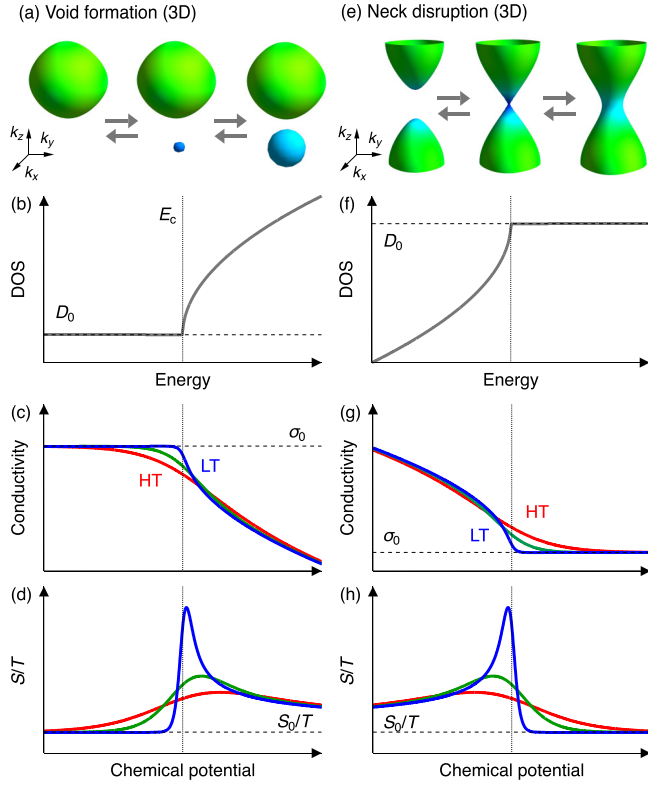 (a) Void formation (3D)
kz
ky
kx
(b)
Ec
D0
DOS
Energy
(c)
σ0
LT
HT
Conductivity
(d)
S/T
S0/T
Chemical potential
(e) Neck disruption (3D)
kz
ky
kx
(f)
D0
DOS
Energy
(g)
HT
LT
σ0
Conductivity
(h)
S/T
S0/T
Chemical potential